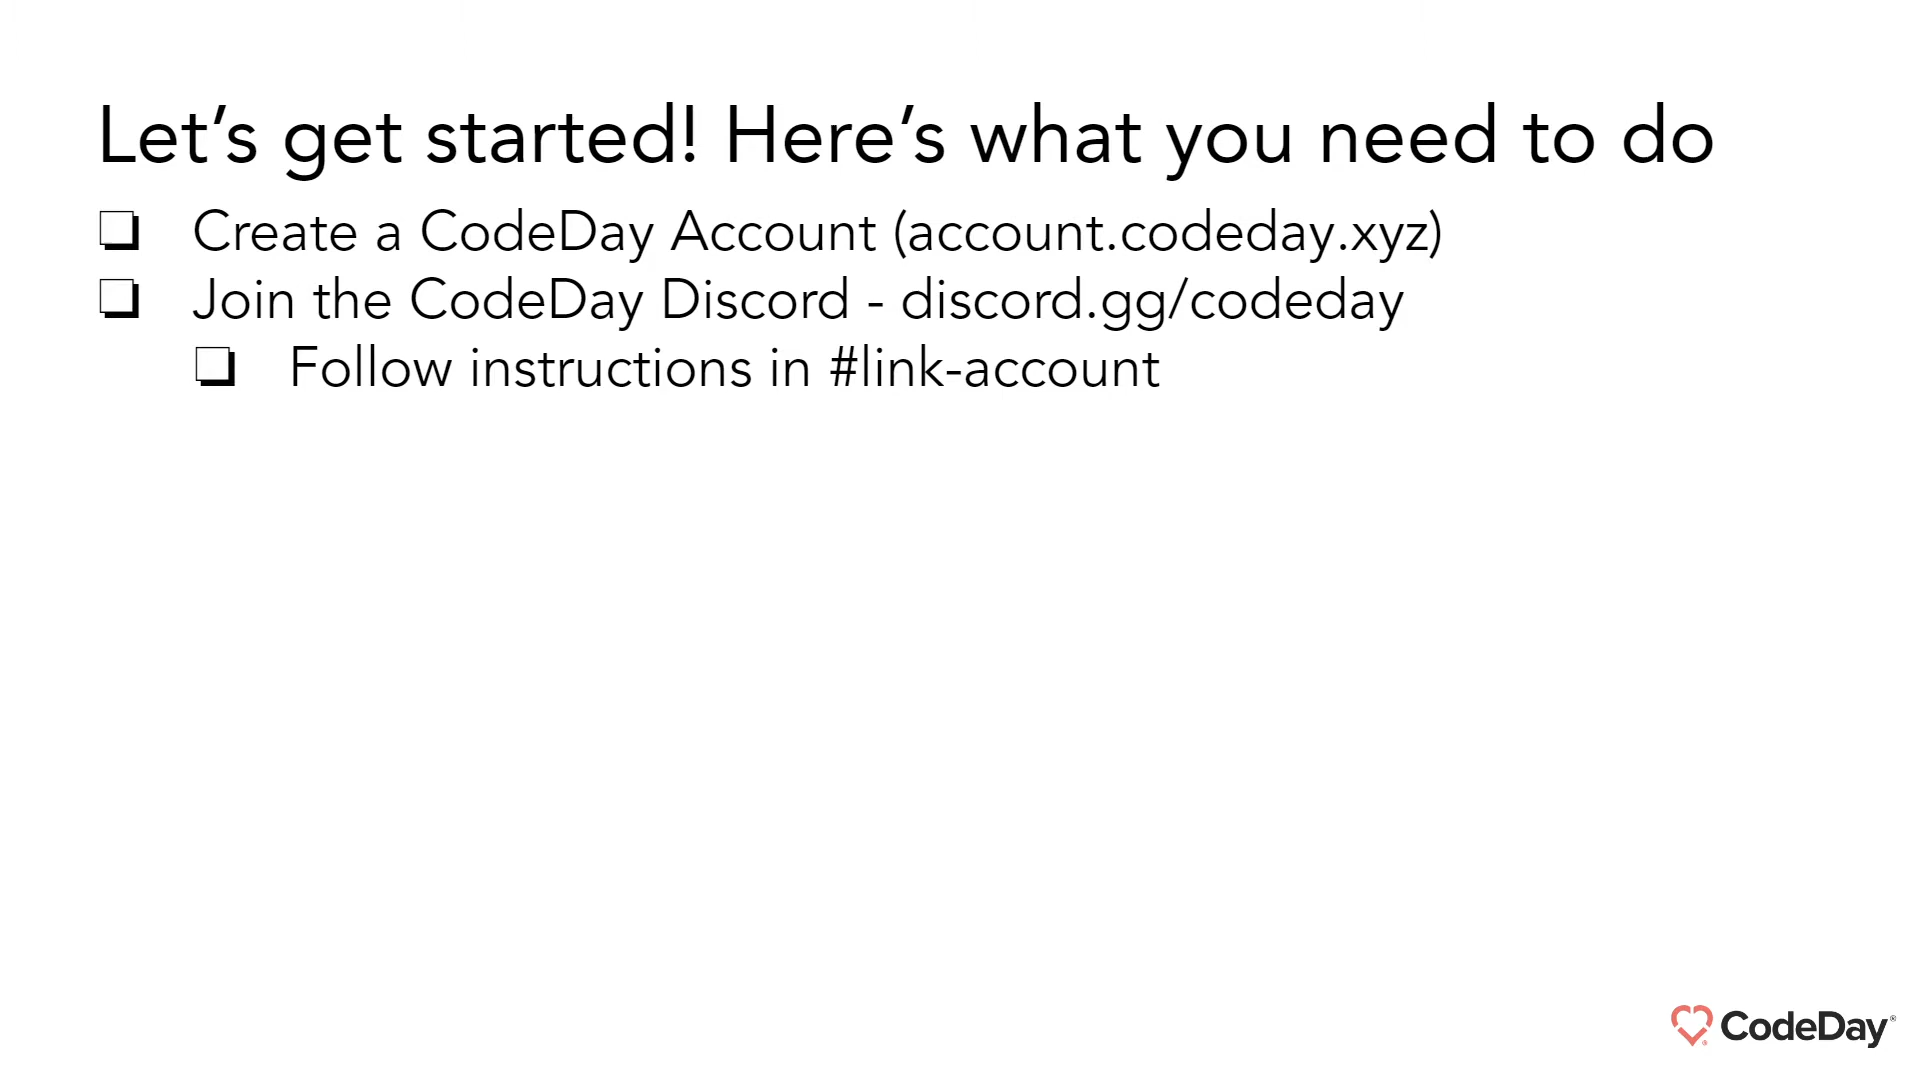 Let’s get started! Here’s what you need to do
❏ Create a CodeDay Account (account.codeday.xyz)
❏ Join the CodeDay Discord - discord.gg/codeday
❏ Follow instructions in #link-account
CodeDay®